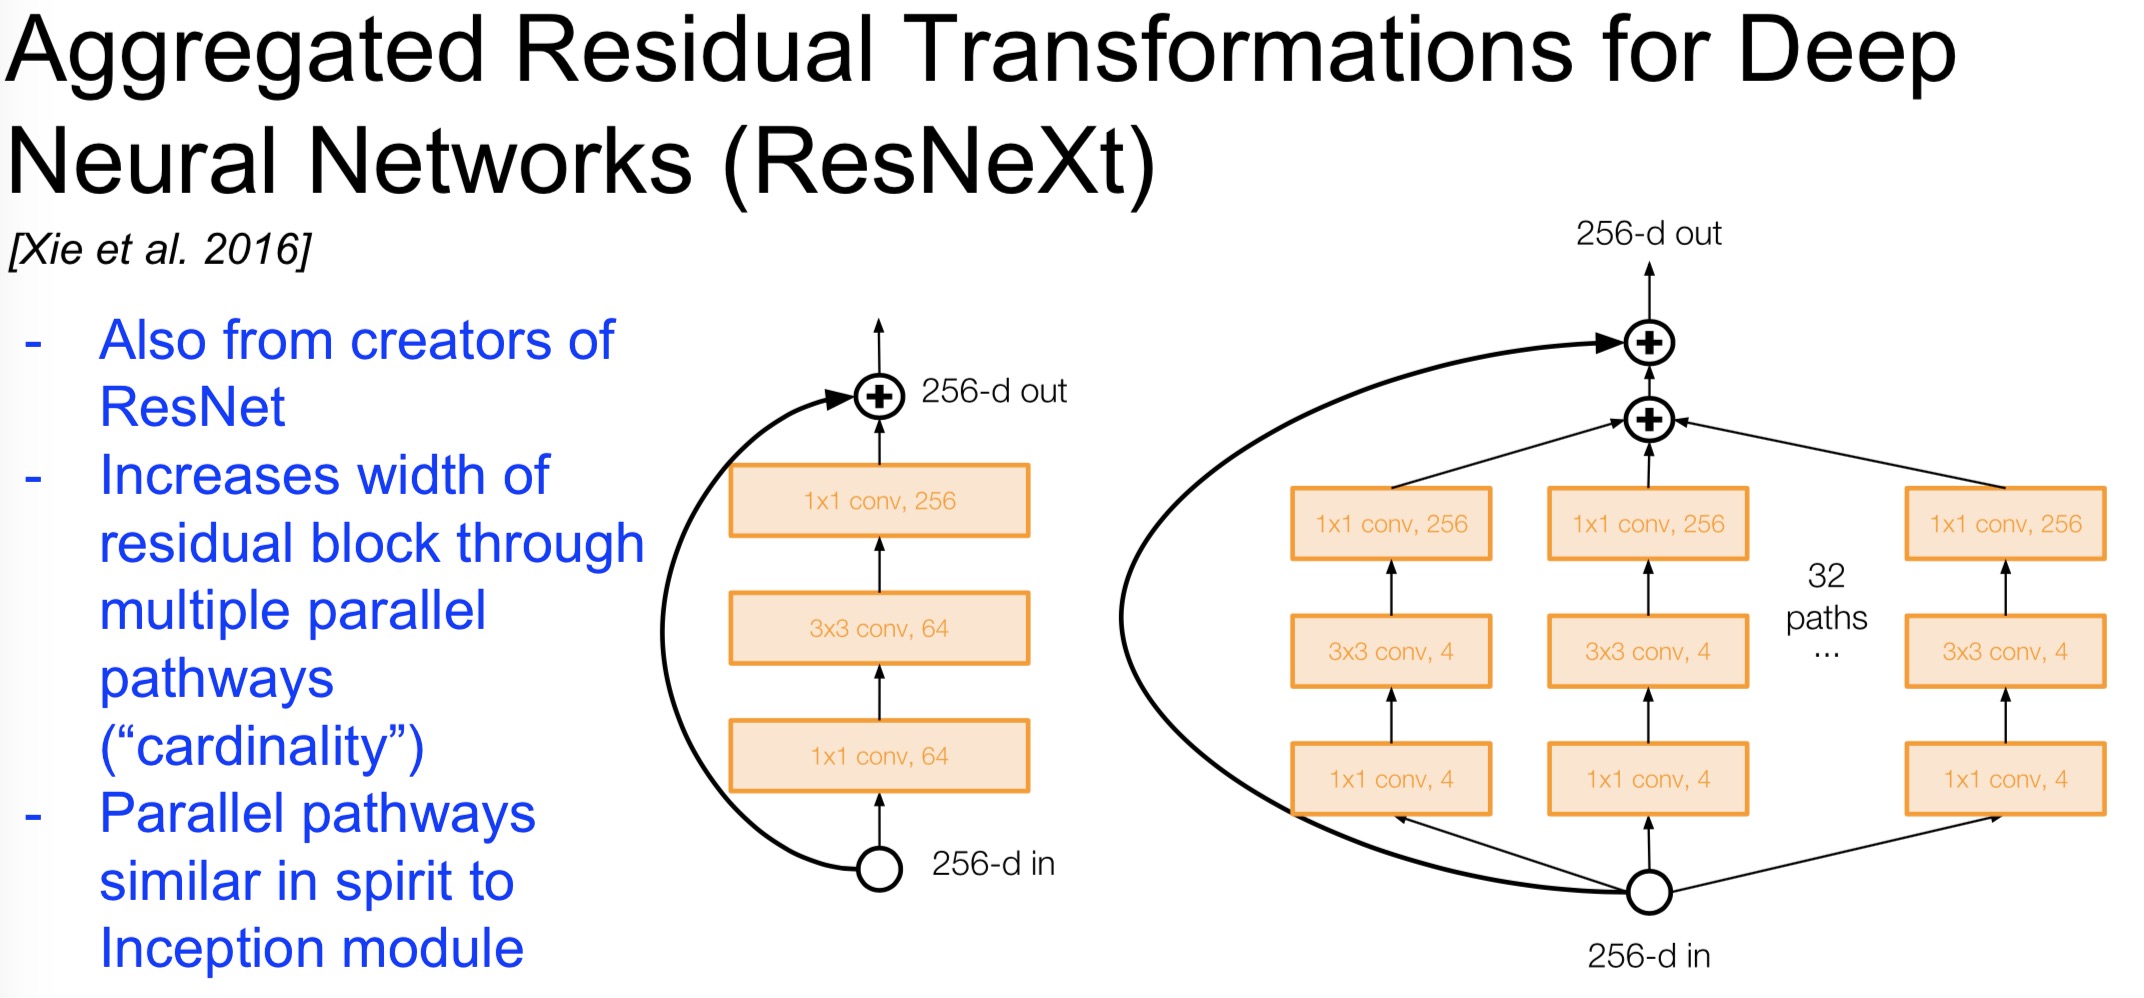 Aggregated Residual Transformations for Deep
Neural Networks (ResNeXt)
[Xie et al. 2016]
- Also from creators of
ResNet
- Increases width of
residual block through
multiple parallel
pathways
(“cardinality”)
- Parallel pathways
similar in spirit to
Inception module
256-d out
1x1 conv, 256
3x3 conv, 64
1x1 conv, 64
256-d in
256-d out
1x1 conv, 256
1x1 conv, 256
1x1 conv, 256
32
paths
...
3x3 conv, 4
3x3 conv, 4
3x3 conv, 4
1x1 conv, 4
1x1 conv, 4
1x1 conv, 4
256-d in